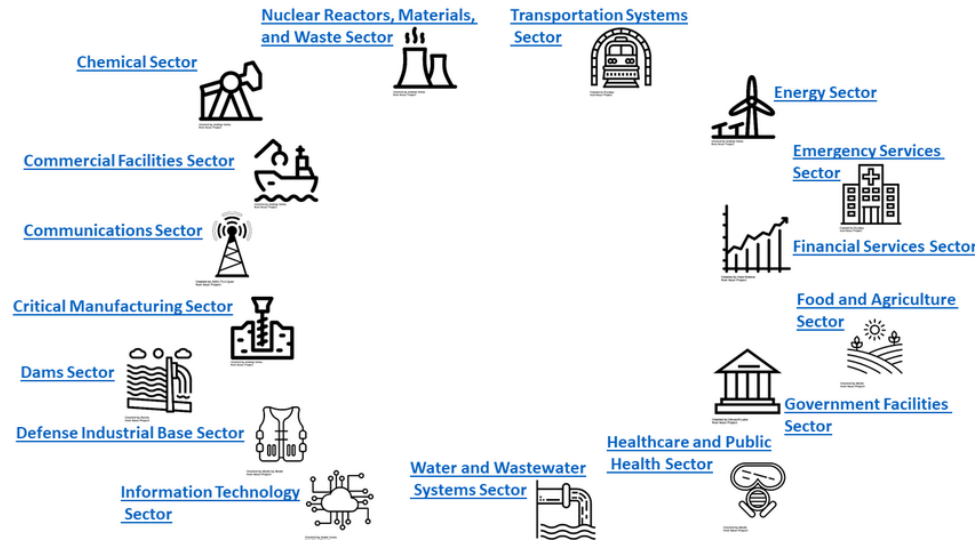 Nuclear Reactors, Materials,
and Waste Sector
Transportation Systems
Sector
Chemical Sector
Energy Sector
Commercial Facilities Sector
Emergency Services
Sector
Communications Sector
Financial Services Sector
Critical Manufacturing Sector
Food and Agriculture
Sector
Dams Sector
Government Facilities
Sector
Defense Industrial Base Sector
Healthcare and Public
Health Sector
Water and Wastewater
Systems Sector
Information Technology
Sector